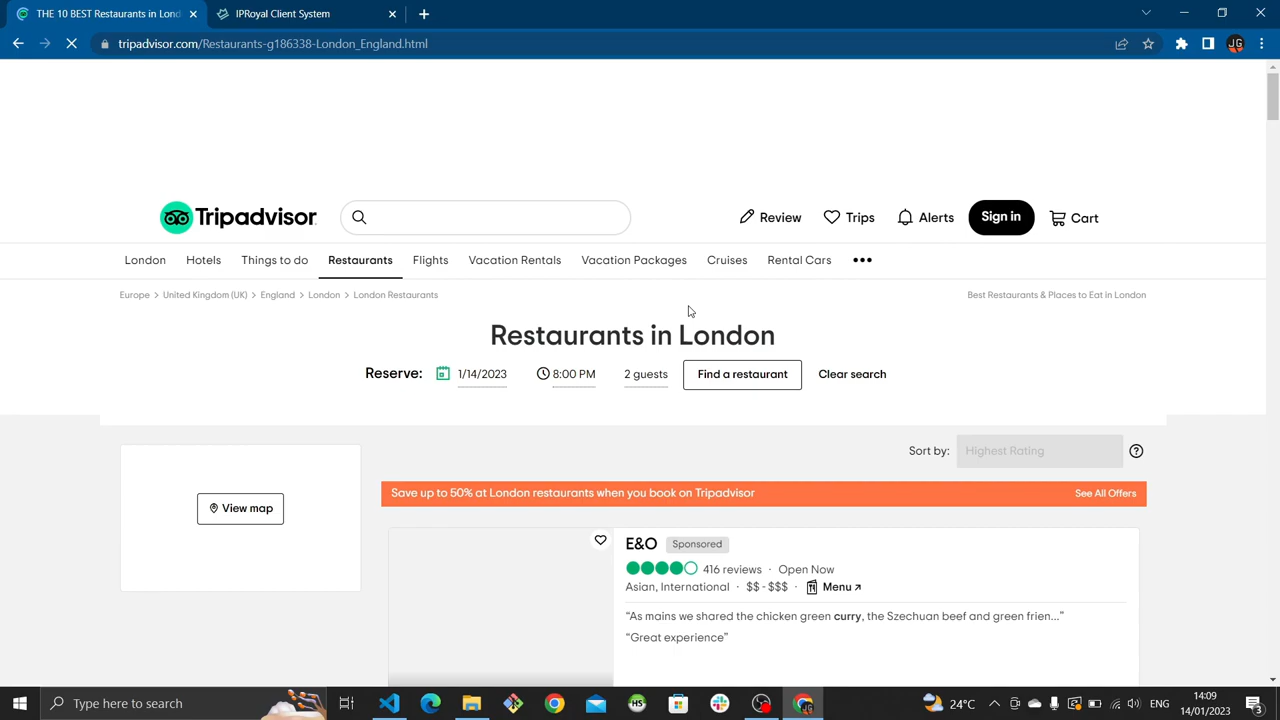 THE 10 BEST Restaurants in Lond
IPRoyal Client System
tripadvisor.com/Restaurants-g186338-London_England.html
JG
Tripadvisor
Review
Trips
Alerts
Sign in
Cart
London
Hotels
Things to do
Restaurants
Flights
Vacation Rentals
Vacation Packages
Cruises
Rental Cars
Europe > United Kingdom (UK) > England > London > London Restaurants
Best Restaurants & Places to Eat in London
Restaurants in London
Reserve: 1/14/2023 8:00 PM 2 guests Find a restaurant Clear search
Sort by: Highest Rating
Save up to 50% at London restaurants when you book on Tripadvisor See All Offers
View map
E&O Sponsored
416 reviews · Open Now
Asian, International · $$ - $$$ · Menu
“As mains we shared the chicken green curry, the Szechuan beef and green frien...”
“Great experience”
Type here to search
HS
24°C
ENG
14:09
14/01/2023
3